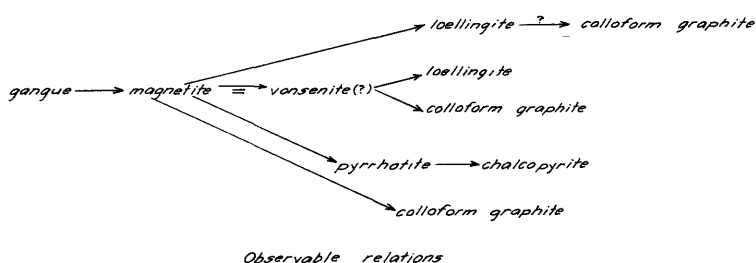 loellingite ? colloform graphite
loellingite
gangue magnetite = vonsenite(?)
colloform graphite
pyrrhotite chalcopyrite
colloform graphite
Observable relations